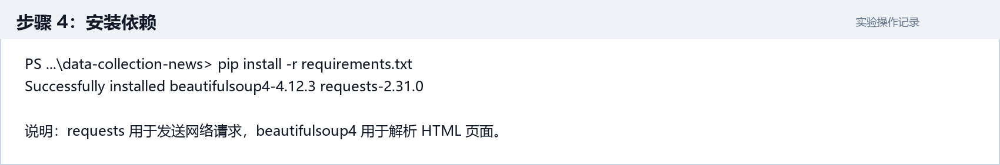 步骤 4：安装依赖
实验操作记录
PS ...\data-collection-news> pip install -r requirements.txt
Successfully installed beautifulsoup4-4.12.3 requests-2.31.0
说明：requests 用于发送网络请求，beautifulsoup4 用于解析 HTML 页面。